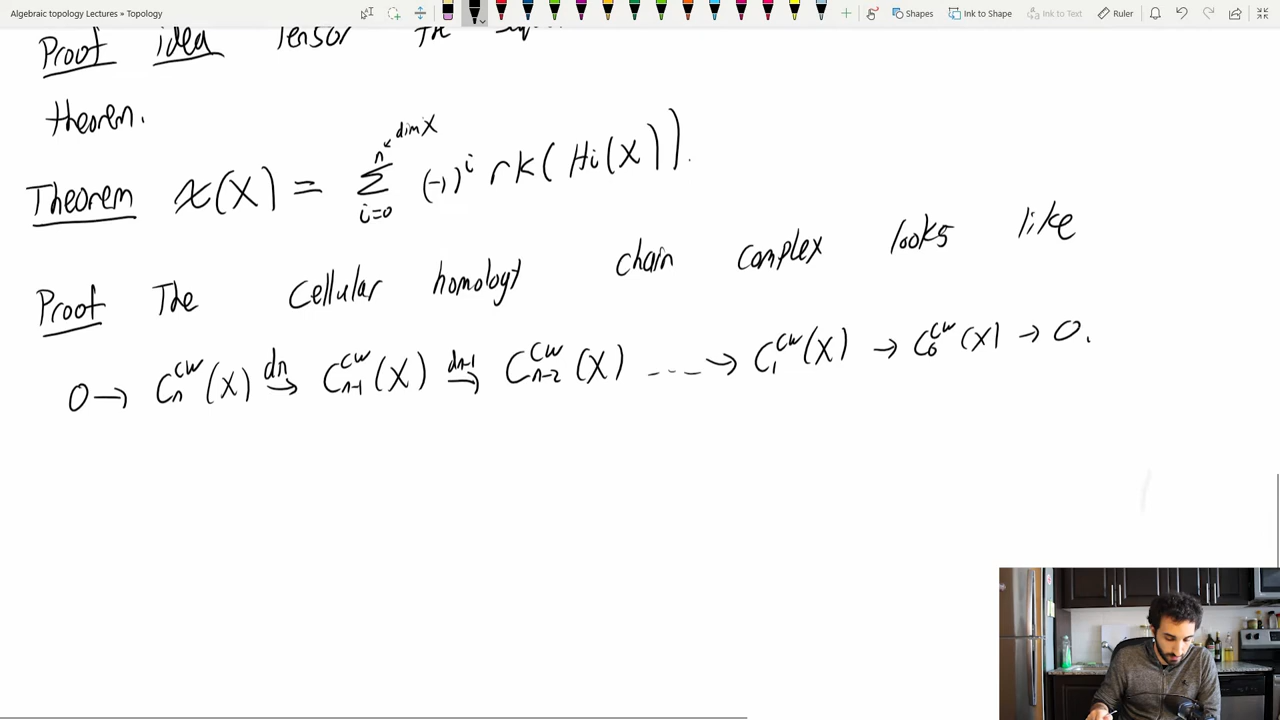 Algebraic topology Lectures » Topology
Shapes Ink to Shape Ink to Text Ruler
Proof idea Tensor the
theorem.
Theorem χ(X) = Σ_{i=0}^{n ← dim X} (-1)^i rk(Hi(X)).
Proof The Cellular homology chain complex looks like
0 → C_n^{CW}(X) →^{dn} C_{n-1}^{CW}(X) →^{dn-1} C_{n-2}^{CW}(X) ---→ C_1^{CW}(X) → C_0^{CW}(X) → 0.